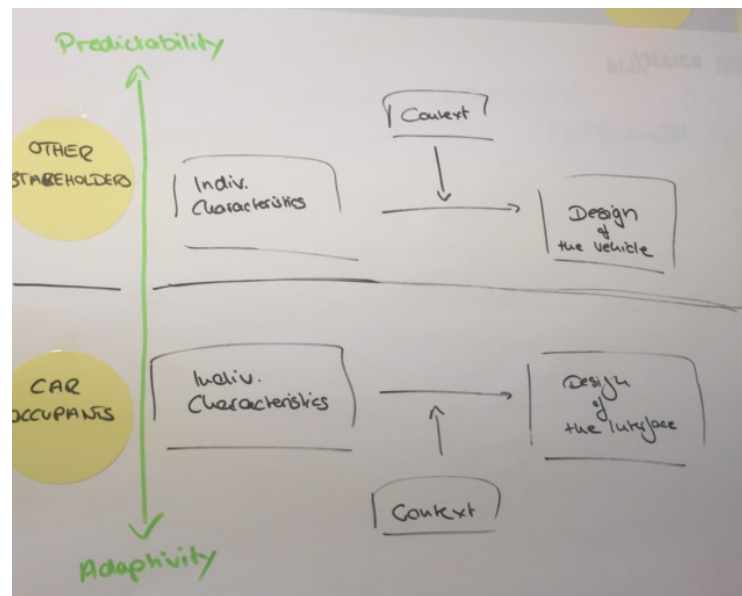 Predictability
OTHER
STAKEHOLDERS
Context
Indiv.
Characteristics
Design
of
the vehicle
CAR
OCCUPANTS
Indiv.
Characteristics
Design
of
the Interface
Context
Adaptivity